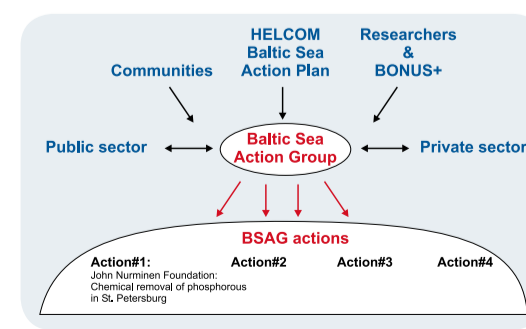 HELCOM
Baltic Sea
Action Plan
Researchers
&
BONUS+
Communities
Public sector
Baltic Sea
Action Group
Private sector
BSAG actions
Action#1:
John Nurminen Foundation:
Chemical removal of phosphorous
in St. Petersburg
Action#2
Action#3
Action#4